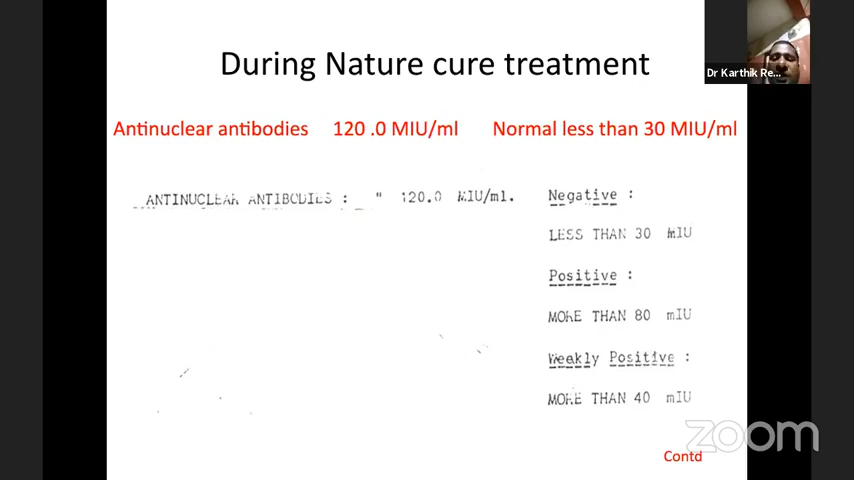 During Nature cure treatment
Dr Karthik Re...
Antinuclear antibodies 120 .0 MIU/ml Normal less than 30 MIU/ml
ANTINUCLEAR ANTIBODIES : " 120.0 MIU/ml.
Negative :
LESS THAN 30 mIU
Positive :
MORE THAN 80 mIU
Weakly Positive :
MORE THAN 40 mIU
zoom
Contd